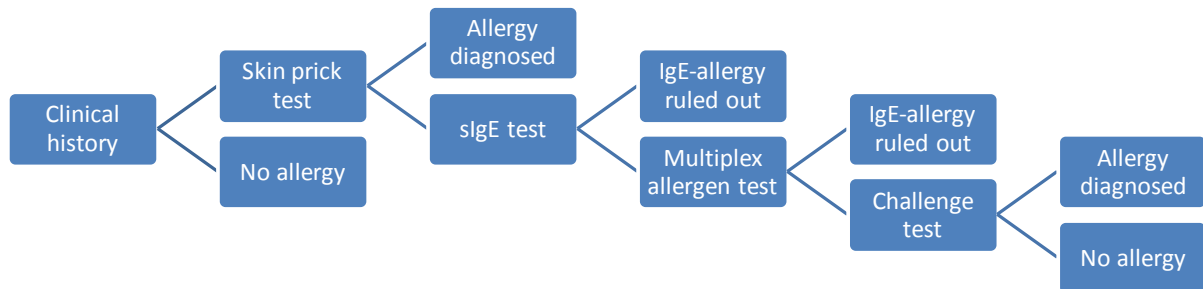 Clinical
history
Skin prick
test
No allergy
Allergy
diagnosed
sIgE test
IgE-allergy
ruled out
Multiplex
allergen test
IgE-allergy
ruled out
Challenge
test
Allergy
diagnosed
No allergy